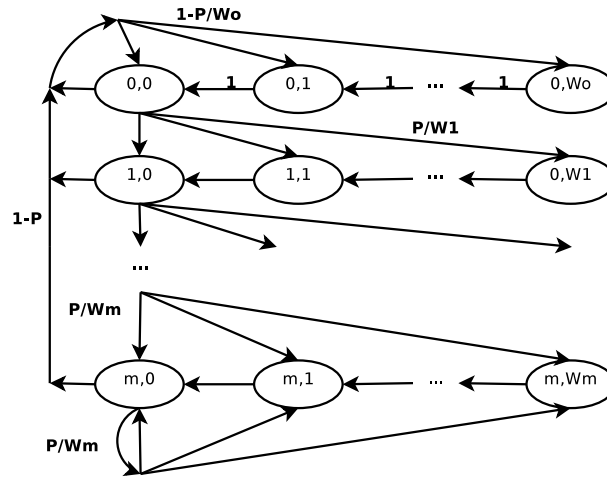 1-P/Wo
0,0 1 0,1 1 ... 1 0,Wo
P/W1
1,0 1,1 ... 0,W1
1-P
...
P/Wm
m,0 m,1 ... m,Wm
P/Wm